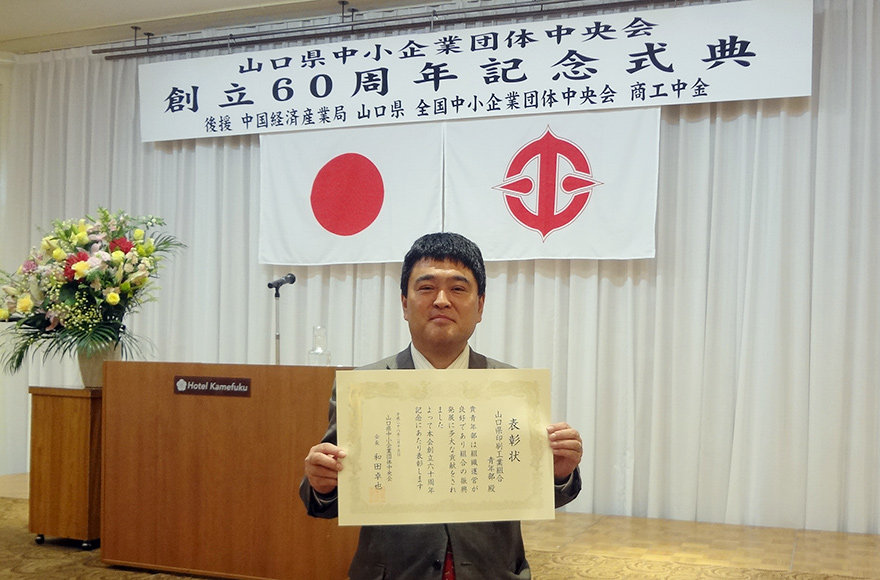 山口県中小企業団体中央会
創立60周年記念式典
後援 中国経済産業局 山口県 全国中小企業団体中央会 商工中金
Hotel Kamefuku
表彰状
山口県印刷工業組合
青年部 殿
貴青年部は組織運営が
良好であり組合の振興
発展に多大な貢献をされ
ました
よって本会創立六十周年
記念にあたり表彰します
山口県中小企業団体中央会
会長 和田卓也